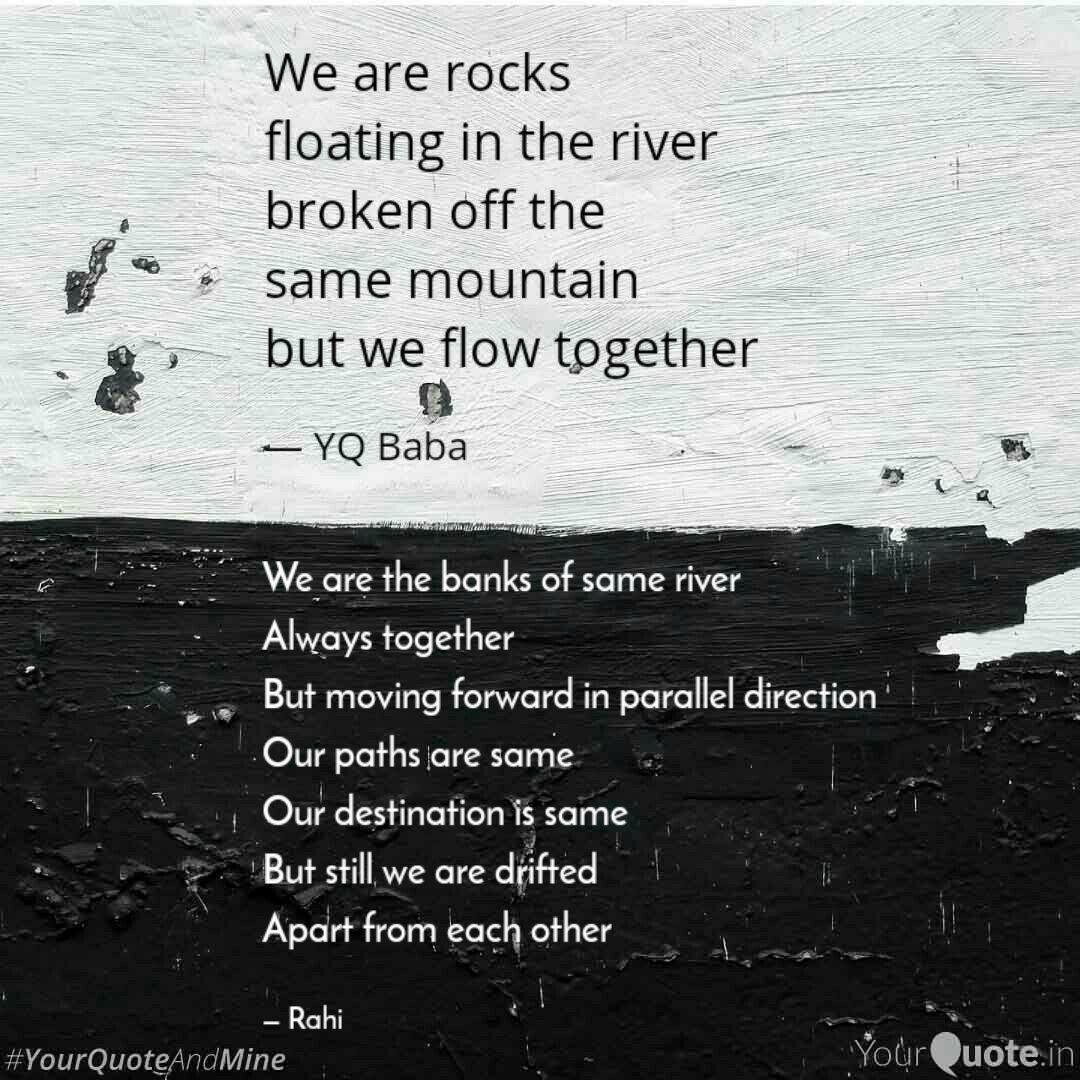 We are rocks
floating in the river
broken off the
same mountain
but we flow together
— YQ Baba
We are the banks of same river
Always together
But moving forward in parallel direction
Our paths are same
Our destination is same
But still we are drifted
Apart from each other
– Rahi
#YourQuoteAndMine
YourQuote.in